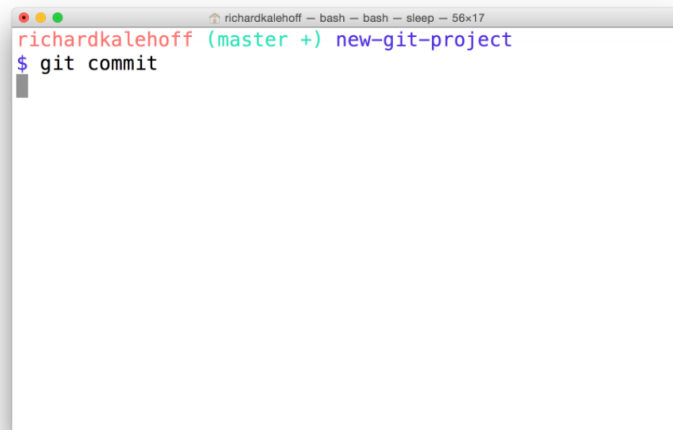 richardkalehoff — bash — bash — sleep — 56×17
richardkalehoff (master +) new-git-project
$ git commit